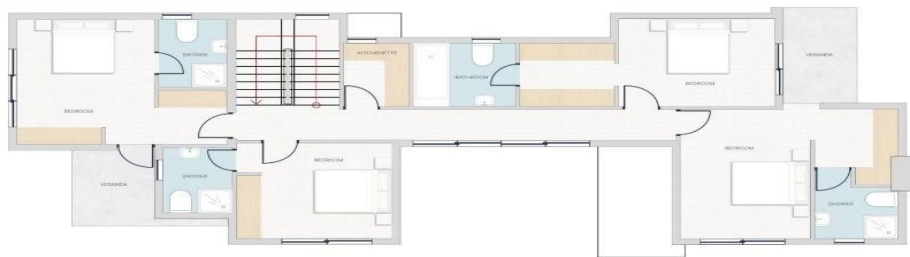 SHOWER
KITCHENETTE
BATHROOM
BEDROOM
VERANDA
BEDROOM
BEDROOM
BEDROOM
VERANDA
SHOWER
SHOWER